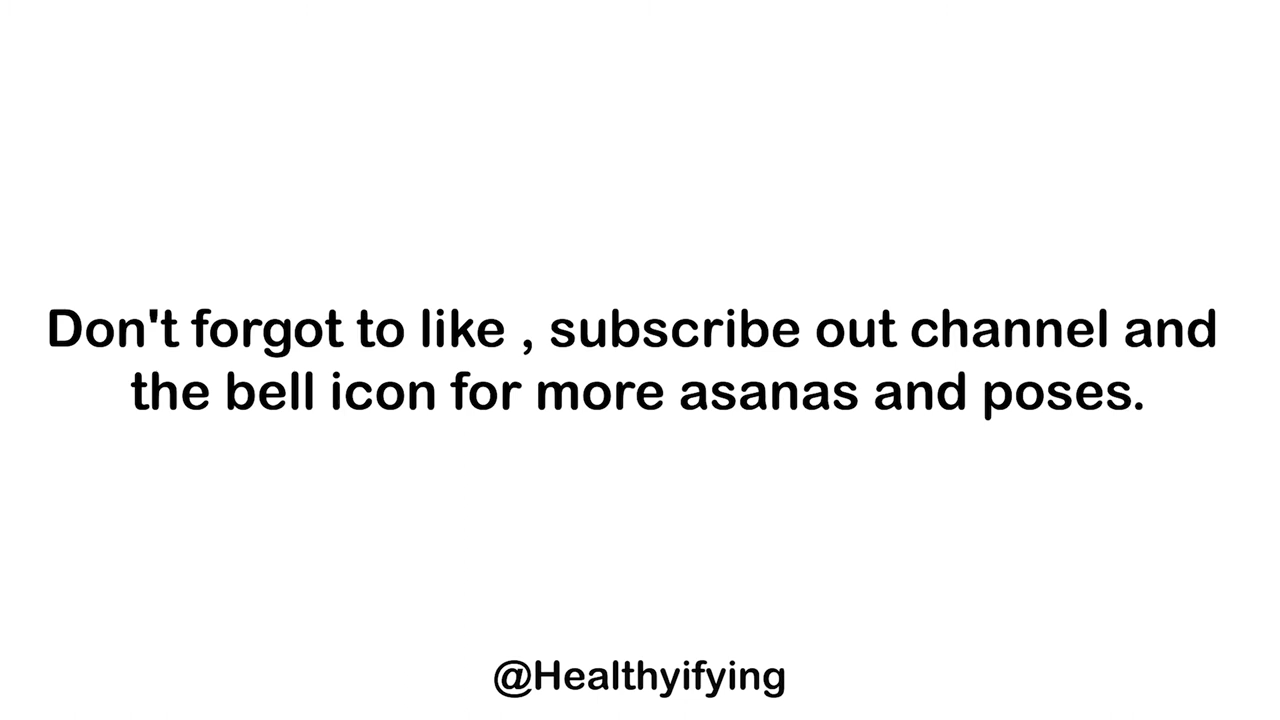 Don't forgot to like , subscribe out channel and
the bell icon for more asanas and poses.
@Healthyifying